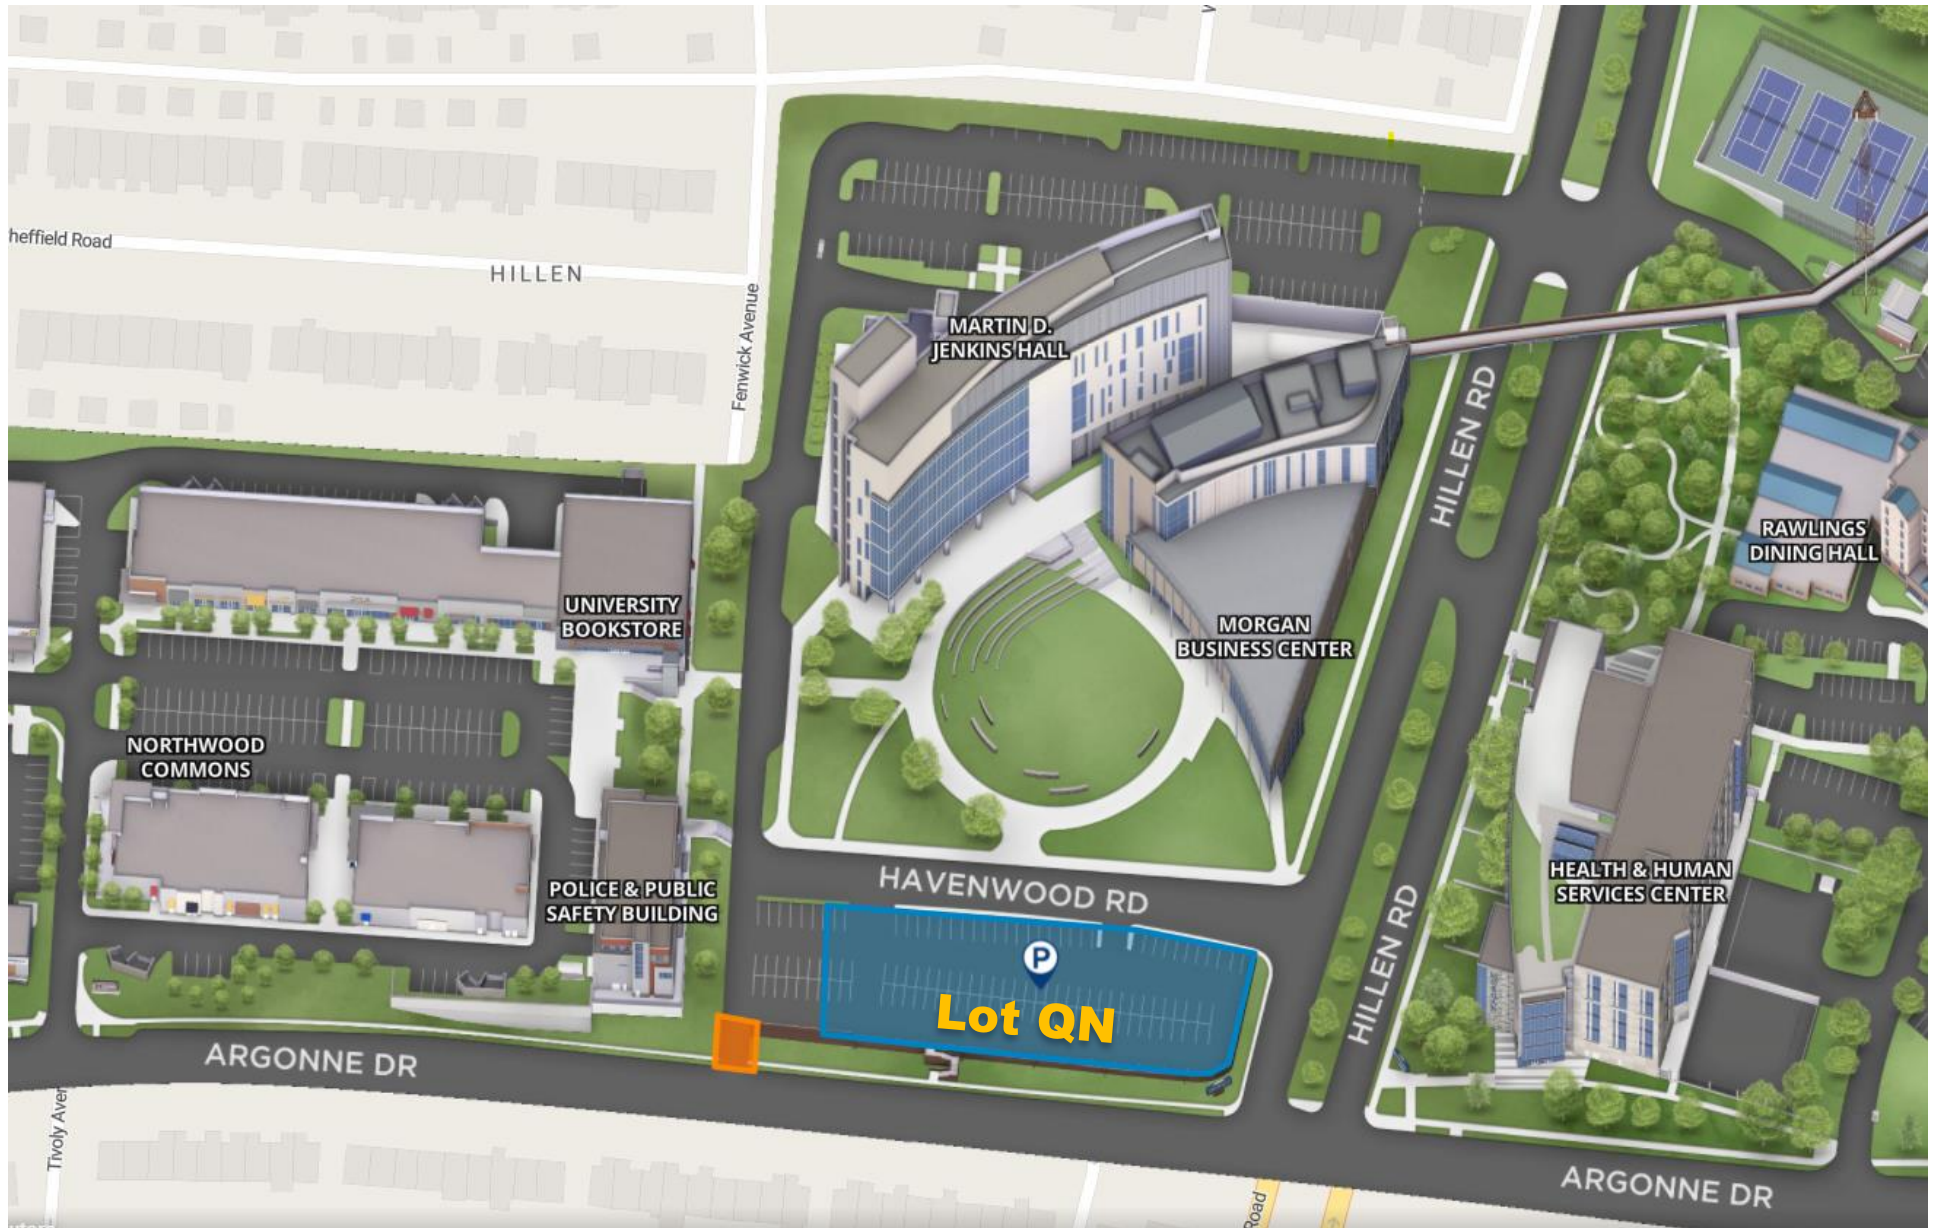 heffield Road
HILLEN
Fenwick Avenue
MARTIN D.
JENKINS HALL
HILLEN RD
RAWLINGS
DINING HALL
UNIVERSITY
BOOKSTORE
MORGAN
BUSINESS CENTER
NORTHWOOD
COMMONS
POLICE & PUBLIC
SAFETY BUILDING
HAVENWOOD RD
HEALTH & HUMAN
SERVICES CENTER
P
Lot QN
HILLEN RD
ARGONNE DR
Tivoly Aven
ARGONNE DR
Road